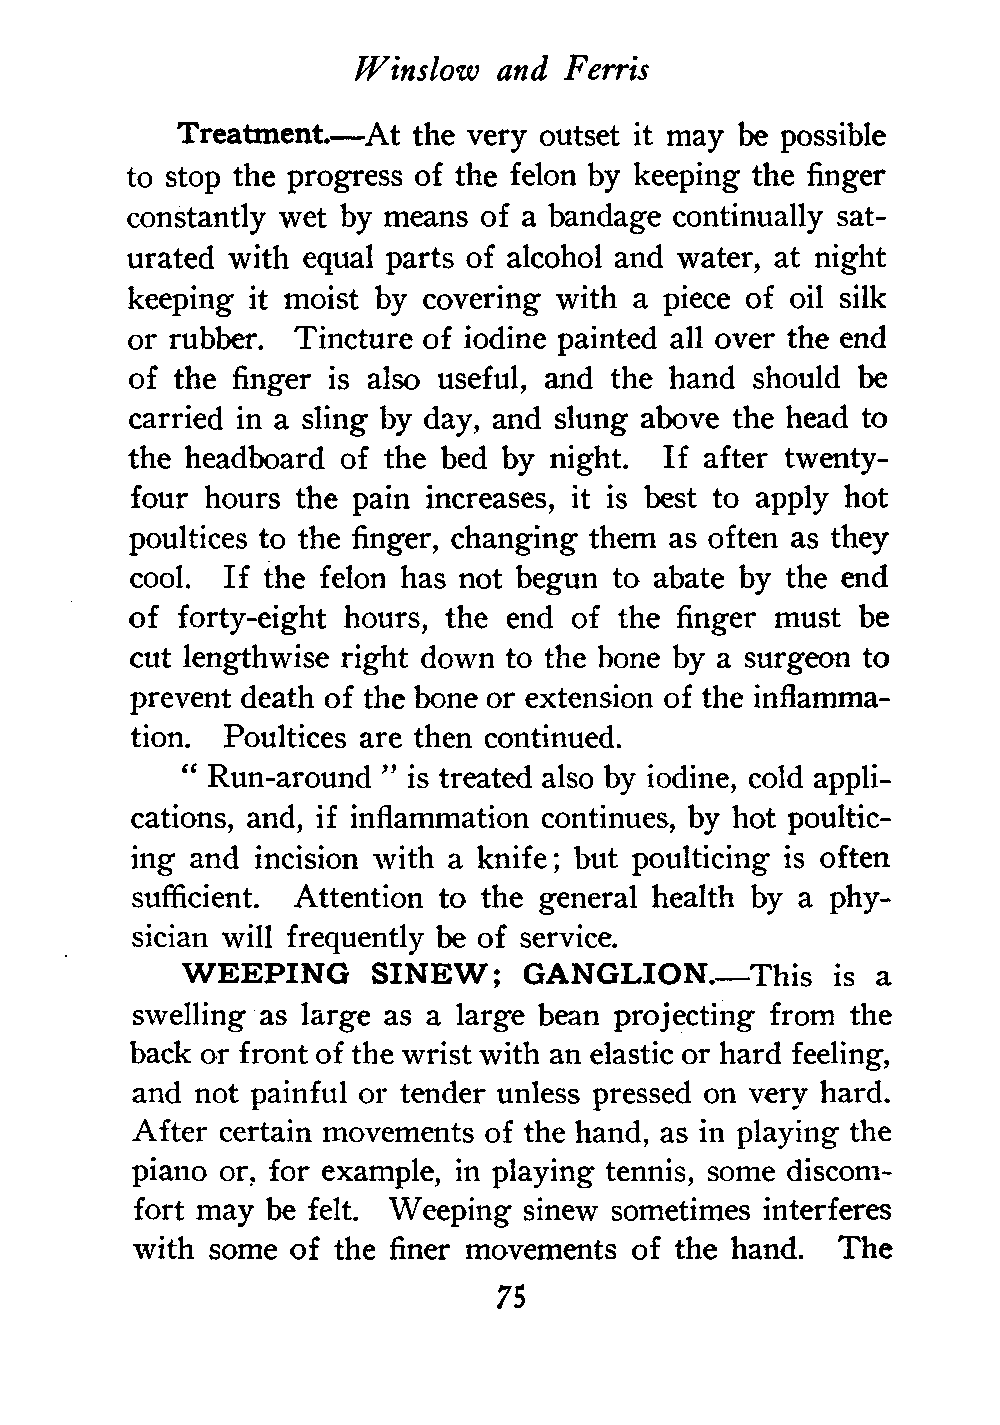 Winslow and Ferris
Treatment.—At the very outset it may be possible
to stop the progress of the felon by keeping the finger
constantly wet by means of a bandage continually sat-
urated with equal parts of alcohol and water, at night
keeping it moist by covering with a piece of oil silk
or rubber. Tincture of iodine painted all over the end
of the finger is also useful, and the hand should be
carried in a sling by day, and slung above the head to
the headboard of the bed by night. If after twenty-
four hours the pain increases, it is best to apply hot
poultices to the finger, changing them as often as they
cool. If the felon has not begun to abate by the end
of forty-eight hours, the end of the finger must be
cut lengthwise right down to the bone by a surgeon to
prevent death of the bone or extension of the inflamma-
tion. Poultices are then continued.
“ Run-around ” is treated also by iodine, cold appli-
cations, and, if inflammation continues, by hot poultic-
ing and incision with a knife; but poulticing is often
sufficient. Attention to the general health by a phy-
sician will frequently be of service.
WEEPING SINEW; GANGLION.—This is a
swelling as large as a large bean projecting from the
back or front of the wrist with an elastic or hard feeling,
and not painful or tender unless pressed on very hard.
After certain movements of the hand, as in playing the
piano or, for example, in playing tennis, some discom-
fort may be felt. Weeping sinew sometimes interferes
with some of the finer movements of the hand. The
75